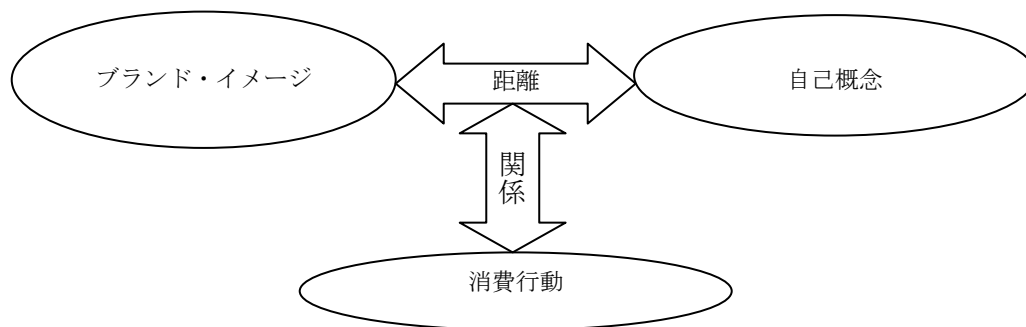 ブランド・イメージ
距離
自己概念
関係
消費行動